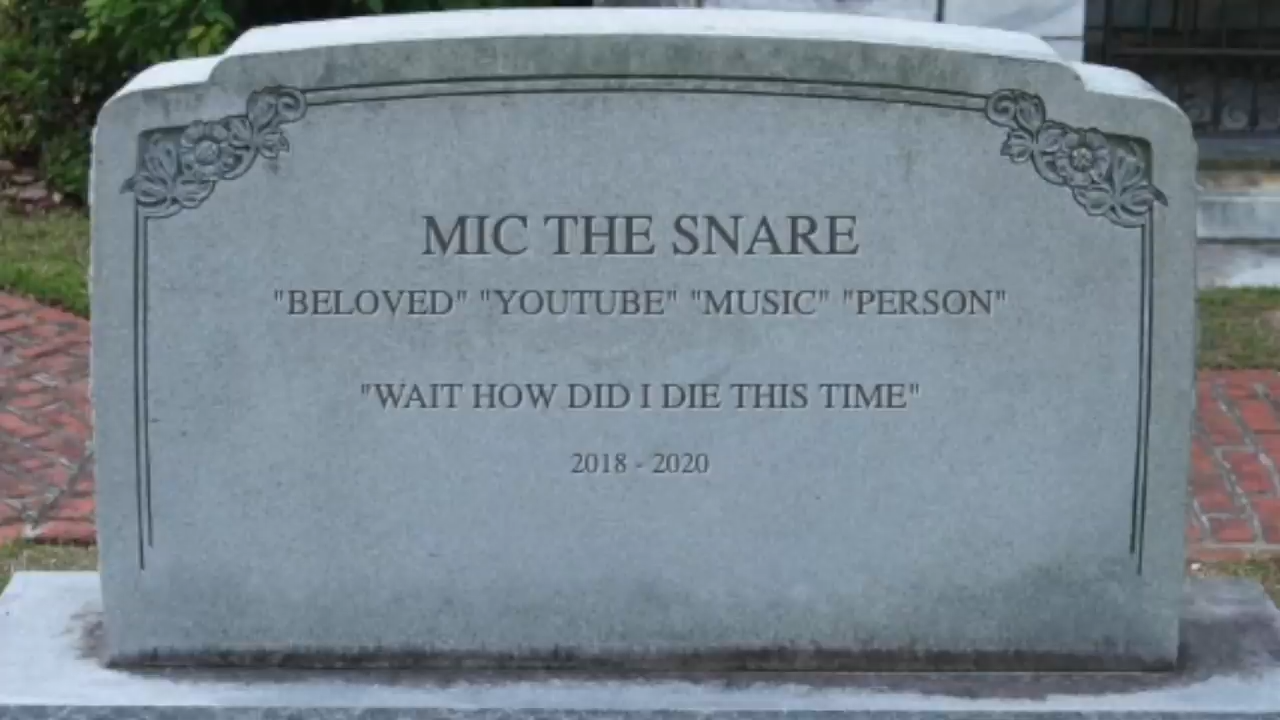 MIC THE SNARE
"BELOVED" "YOUTUBE" "MUSIC" "PERSON"
"WAIT HOW DID I DIE THIS TIME"
2018 - 2020